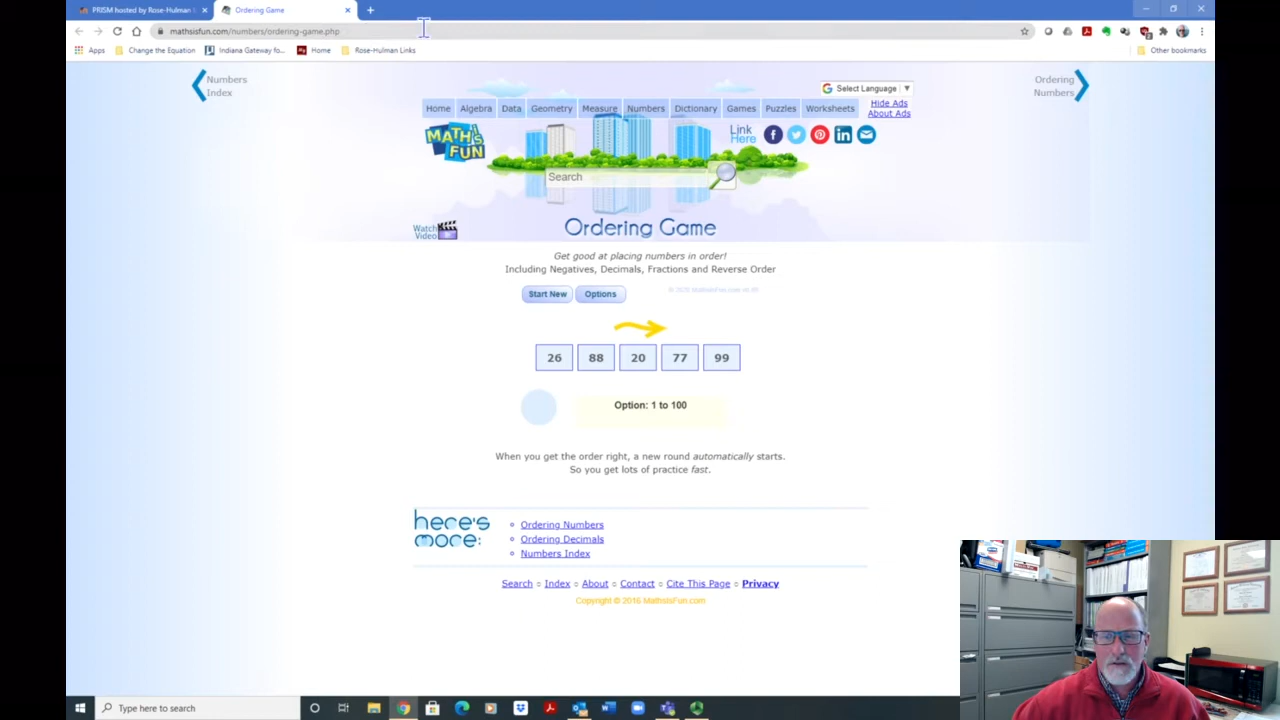 PRISM hosted by Rose-Hulman
Ordering Game
mathsisfun.com/numbers/ordering-game.php
Apps Change the Equation Indiana Gateway fo... Home Rose-Hulman Links Other bookmarks
Numbers
Index
Ordering
Numbers
Select Language
Home Algebra Data Geometry Measure Numbers Dictionary Games Puzzles Worksheets
Hide Ads
About Ads
MATHS
FUN
Link
Here
Search
Watch
Video
Ordering Game
Get good at placing numbers in order!
Including Negatives, Decimals, Fractions and Reverse Order
Start New Options
26 88 20 77 99
Option: 1 to 100
When you get the order right, a new round automatically starts.
So you get lots of practice fast.
here's
more:
Ordering Numbers
Ordering Decimals
Numbers Index
Search Index About Contact Cite This Page Privacy
Copyright © 2016 MathsIsFun.com
Type here to search